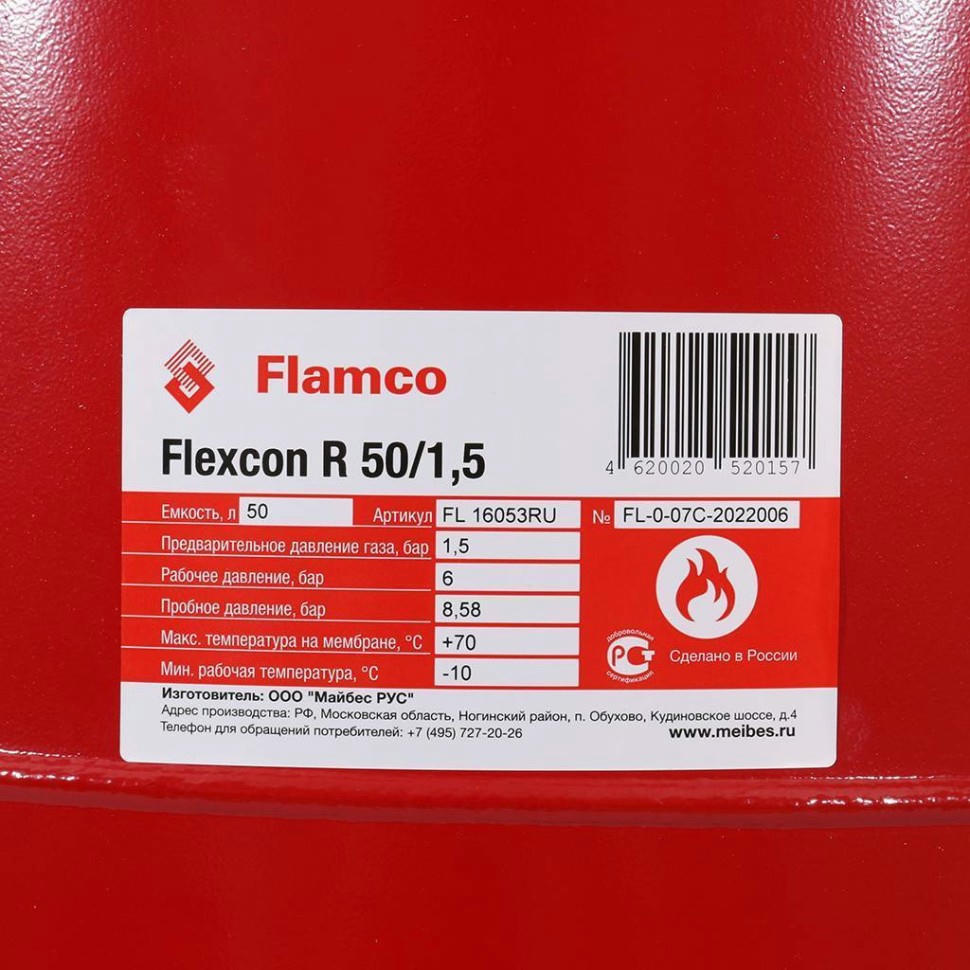 Flamco
Flexcon R 50/1,5
4 620020 520157
Емкость, л 50 Артикул FL 16053RU № FL-0-07C-2022006
Предварительное давление газа, бар 1,5
Рабочее давление, бар 6
Пробное давление, бар 8,58
Макс. температура на мембране, °С +70
Мин. рабочая температура, °С -10
добровольная
РСТ
сертификация
Сделано в России
Изготовитель: ООО "Майбес РУС"
Адрес производства: РФ, Московская область, Ногинский район, п. Обухово, Кудиновское шоссе, д.4
Телефон для обращений потребителей: +7 (495) 727-20-26
www.meibes.ru